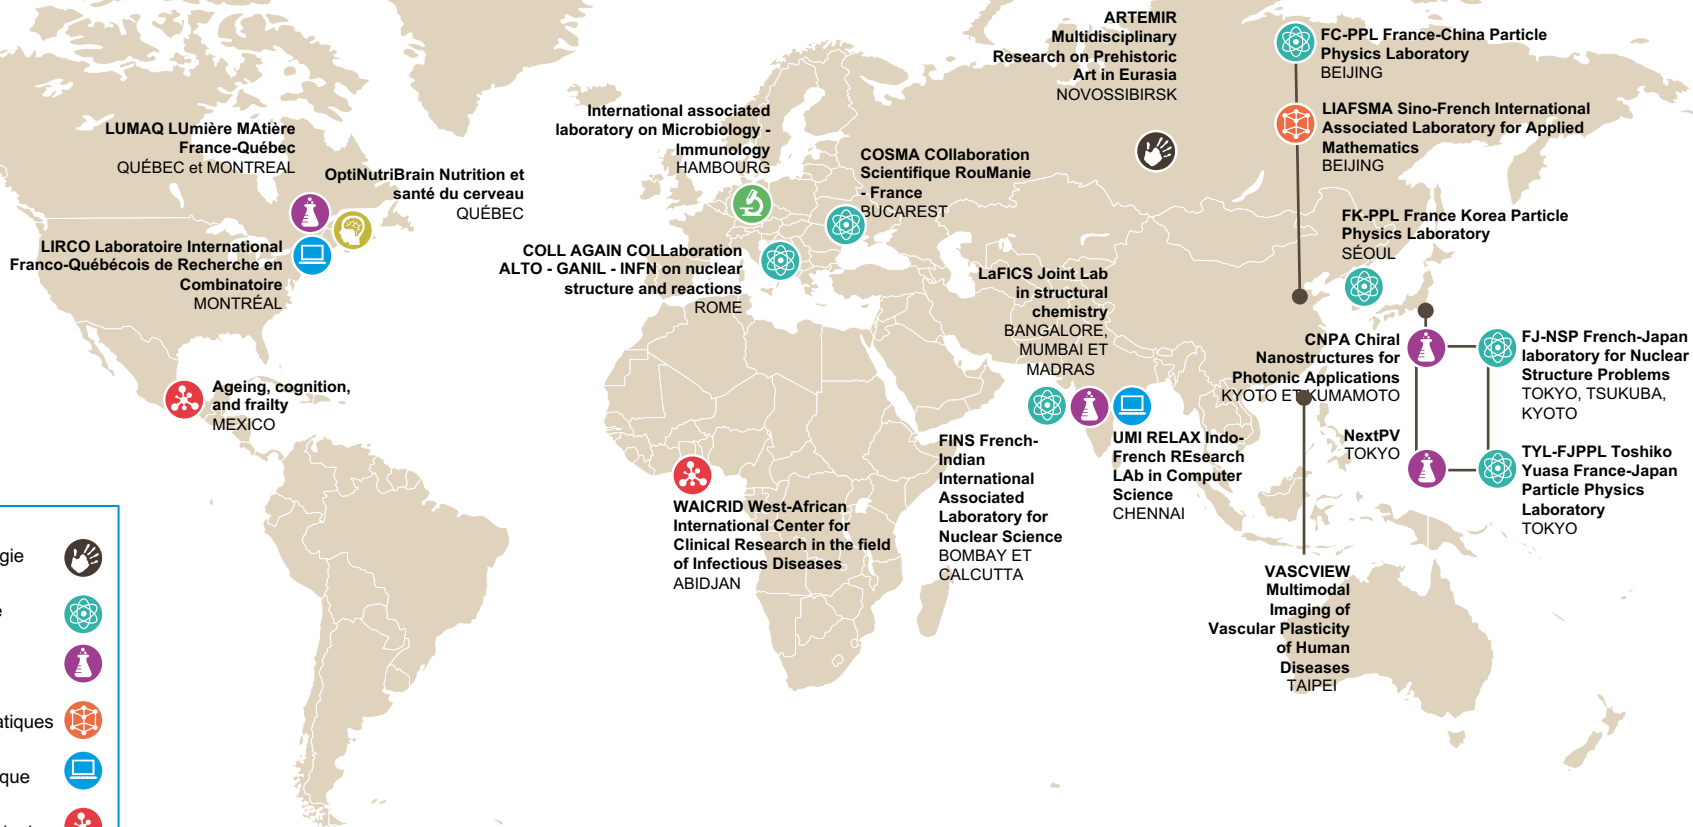 ARTEMIR
Multidisciplinary
Research on Prehistoric
Art in Eurasia
NOVOSSIBIRSK
FC-PPL France-China Particle
Physics Laboratory
BEIJING
LIAFSMA Sino-French International
Associated Laboratory for Applied
Mathematics
BEIJING
International associated
laboratory on Microbiology -
Immunology
HAMBOURG
LUMAQ LUmière MAtière
France-Québec
QUÉBEC et MONTREAL
OptiNutriBrain Nutrition et
santé du cerveau
QUÉBEC
COSMA COllaboration
Scientifique RouManie
- France
BUCAREST
FK-PPL France Korea Particle
Physics Laboratory
SÉOUL
LIRCO Laboratoire International
Franco-Québécois de Recherche en
Combinatoire
MONTRÉAL
COLL AGAIN COLLaboration
ALTO - GANIL - INFN on nuclear
structure and reactions
ROME
LaFICS Joint Lab
in structural
chemistry
BANGALORE,
MUMBAI ET
MADRAS
CNPA Chiral
Nanostructures for
Photonic Applications
KYOTO ET KUMAMOTO
FJ-NSP French-Japan
laboratory for Nuclear
Structure Problems
TOKYO, TSUKUBA,
KYOTO
Ageing, cognition,
and frailty
MEXICO
FINS French-
Indian
International
Associated
Laboratory for
Nuclear Science
BOMBAY ET
CALCUTTA
UMI RELAX Indo-
French REsearch
LAb in Computer
Science
CHENNAI
NextPV
TOKYO
TYL-FJPPL Toshiko
Yuasa France-Japan
Particle Physics
Laboratory
TOKYO
WAICRID West-African
International Center for
Clinical Research in the field
of Infectious Diseases
ABIDJAN
VASCVIEW
Multimodal
Imaging of
Vascular Plasticity
of Human
Diseases
TAIPEI
gie
atiques
que